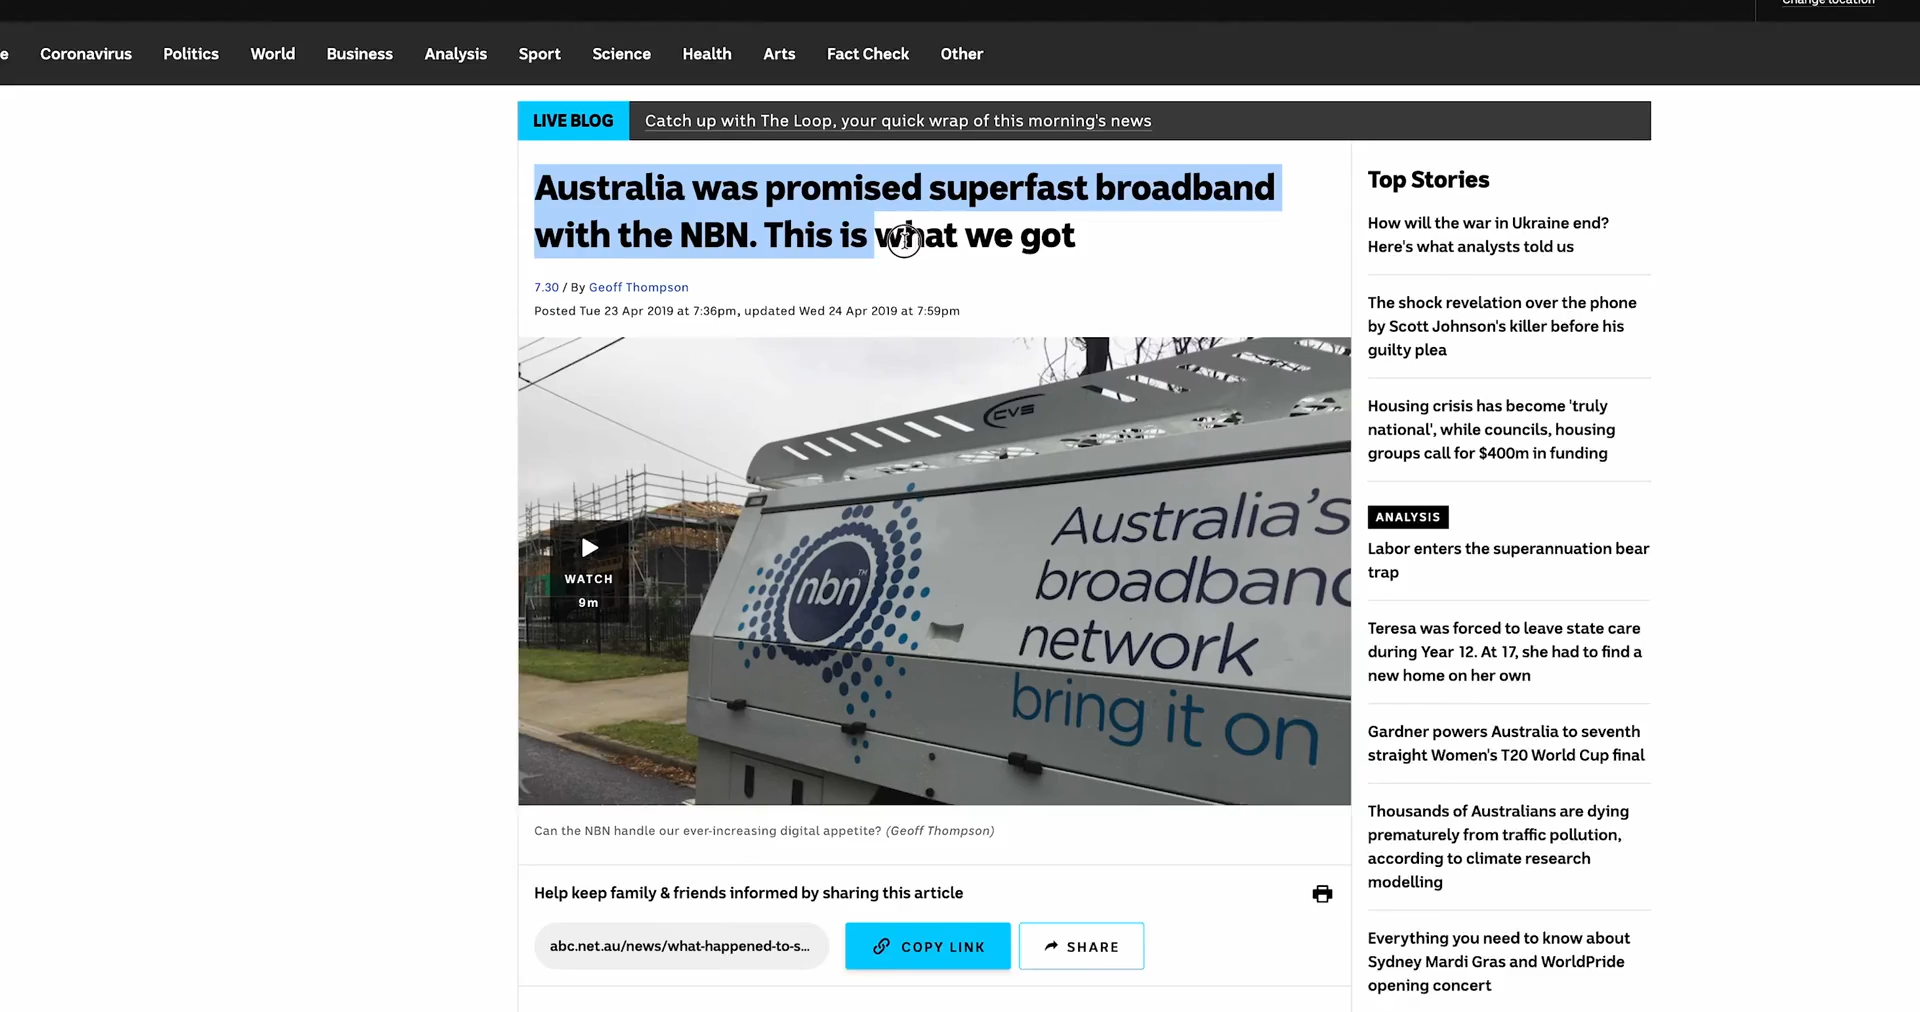 Change location
e Coronavirus Politics World Business Analysis Sport Science Health Arts Fact Check Other
LIVE BLOG Catch up with The Loop, your quick wrap of this morning's news
Australia was promised superfast broadband
with the NBN. This is what we got
7.30 / By Geoff Thompson
Posted Tue 23 Apr 2019 at 7:36pm, updated Wed 24 Apr 2019 at 7:59pm
CVS
Australia's
broadband
network
bring it on
nbn™
WATCH
9m
Can the NBN handle our ever-increasing digital appetite? (Geoff Thompson)
Help keep family & friends informed by sharing this article
abc.net.au/news/what-happened-to-s...
COPY LINK
SHARE
Top Stories
How will the war in Ukraine end?
Here's what analysts told us
The shock revelation over the phone
by Scott Johnson's killer before his
guilty plea
Housing crisis has become 'truly
national', while councils, housing
groups call for $400m in funding
ANALYSIS
Labor enters the superannuation bear
trap
Teresa was forced to leave state care
during Year 12. At 17, she had to find a
new home on her own
Gardner powers Australia to seventh
straight Women's T20 World Cup final
Thousands of Australians are dying
prematurely from traffic pollution,
according to climate research
modelling
Everything you need to know about
Sydney Mardi Gras and WorldPride
opening concert